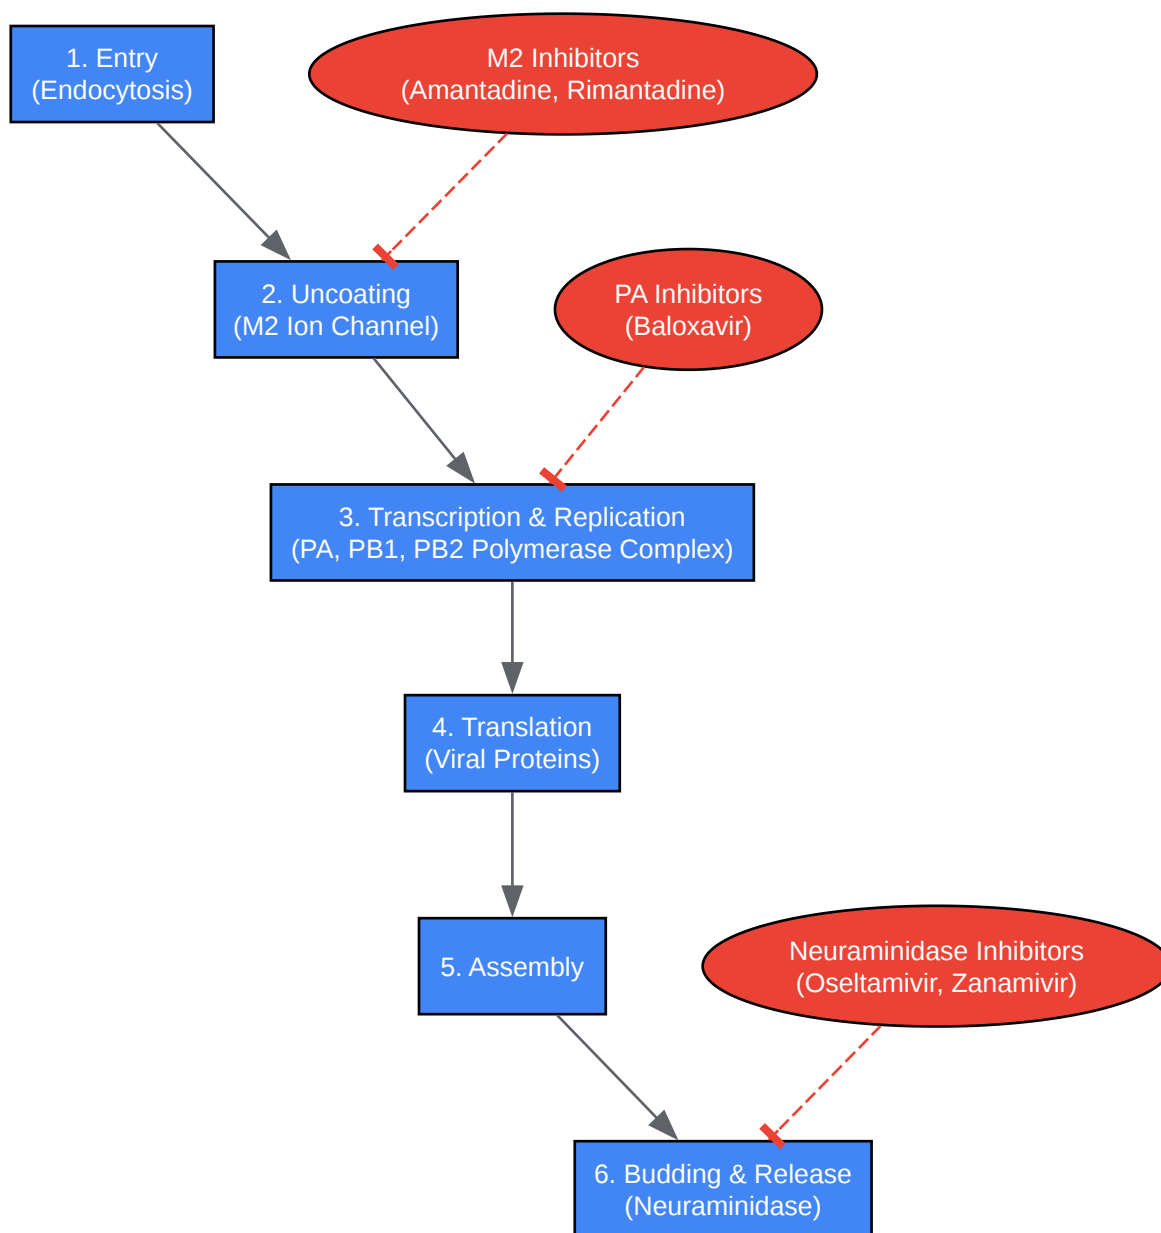 1. Entry
(Endocytosis)
M2 Inhibitors
(Amantadine, Rimantadine)
2. Uncoating
(M2 Ion Channel)
PA Inhibitors
(Baloxavir)
3. Transcription & Replication
(PA, PB1, PB2 Polymerase Complex)
4. Translation
(Viral Proteins)
5. Assembly
Neuraminidase Inhibitors
(Oseltamivir, Zanamivir)
6. Budding & Release
(Neuraminidase)